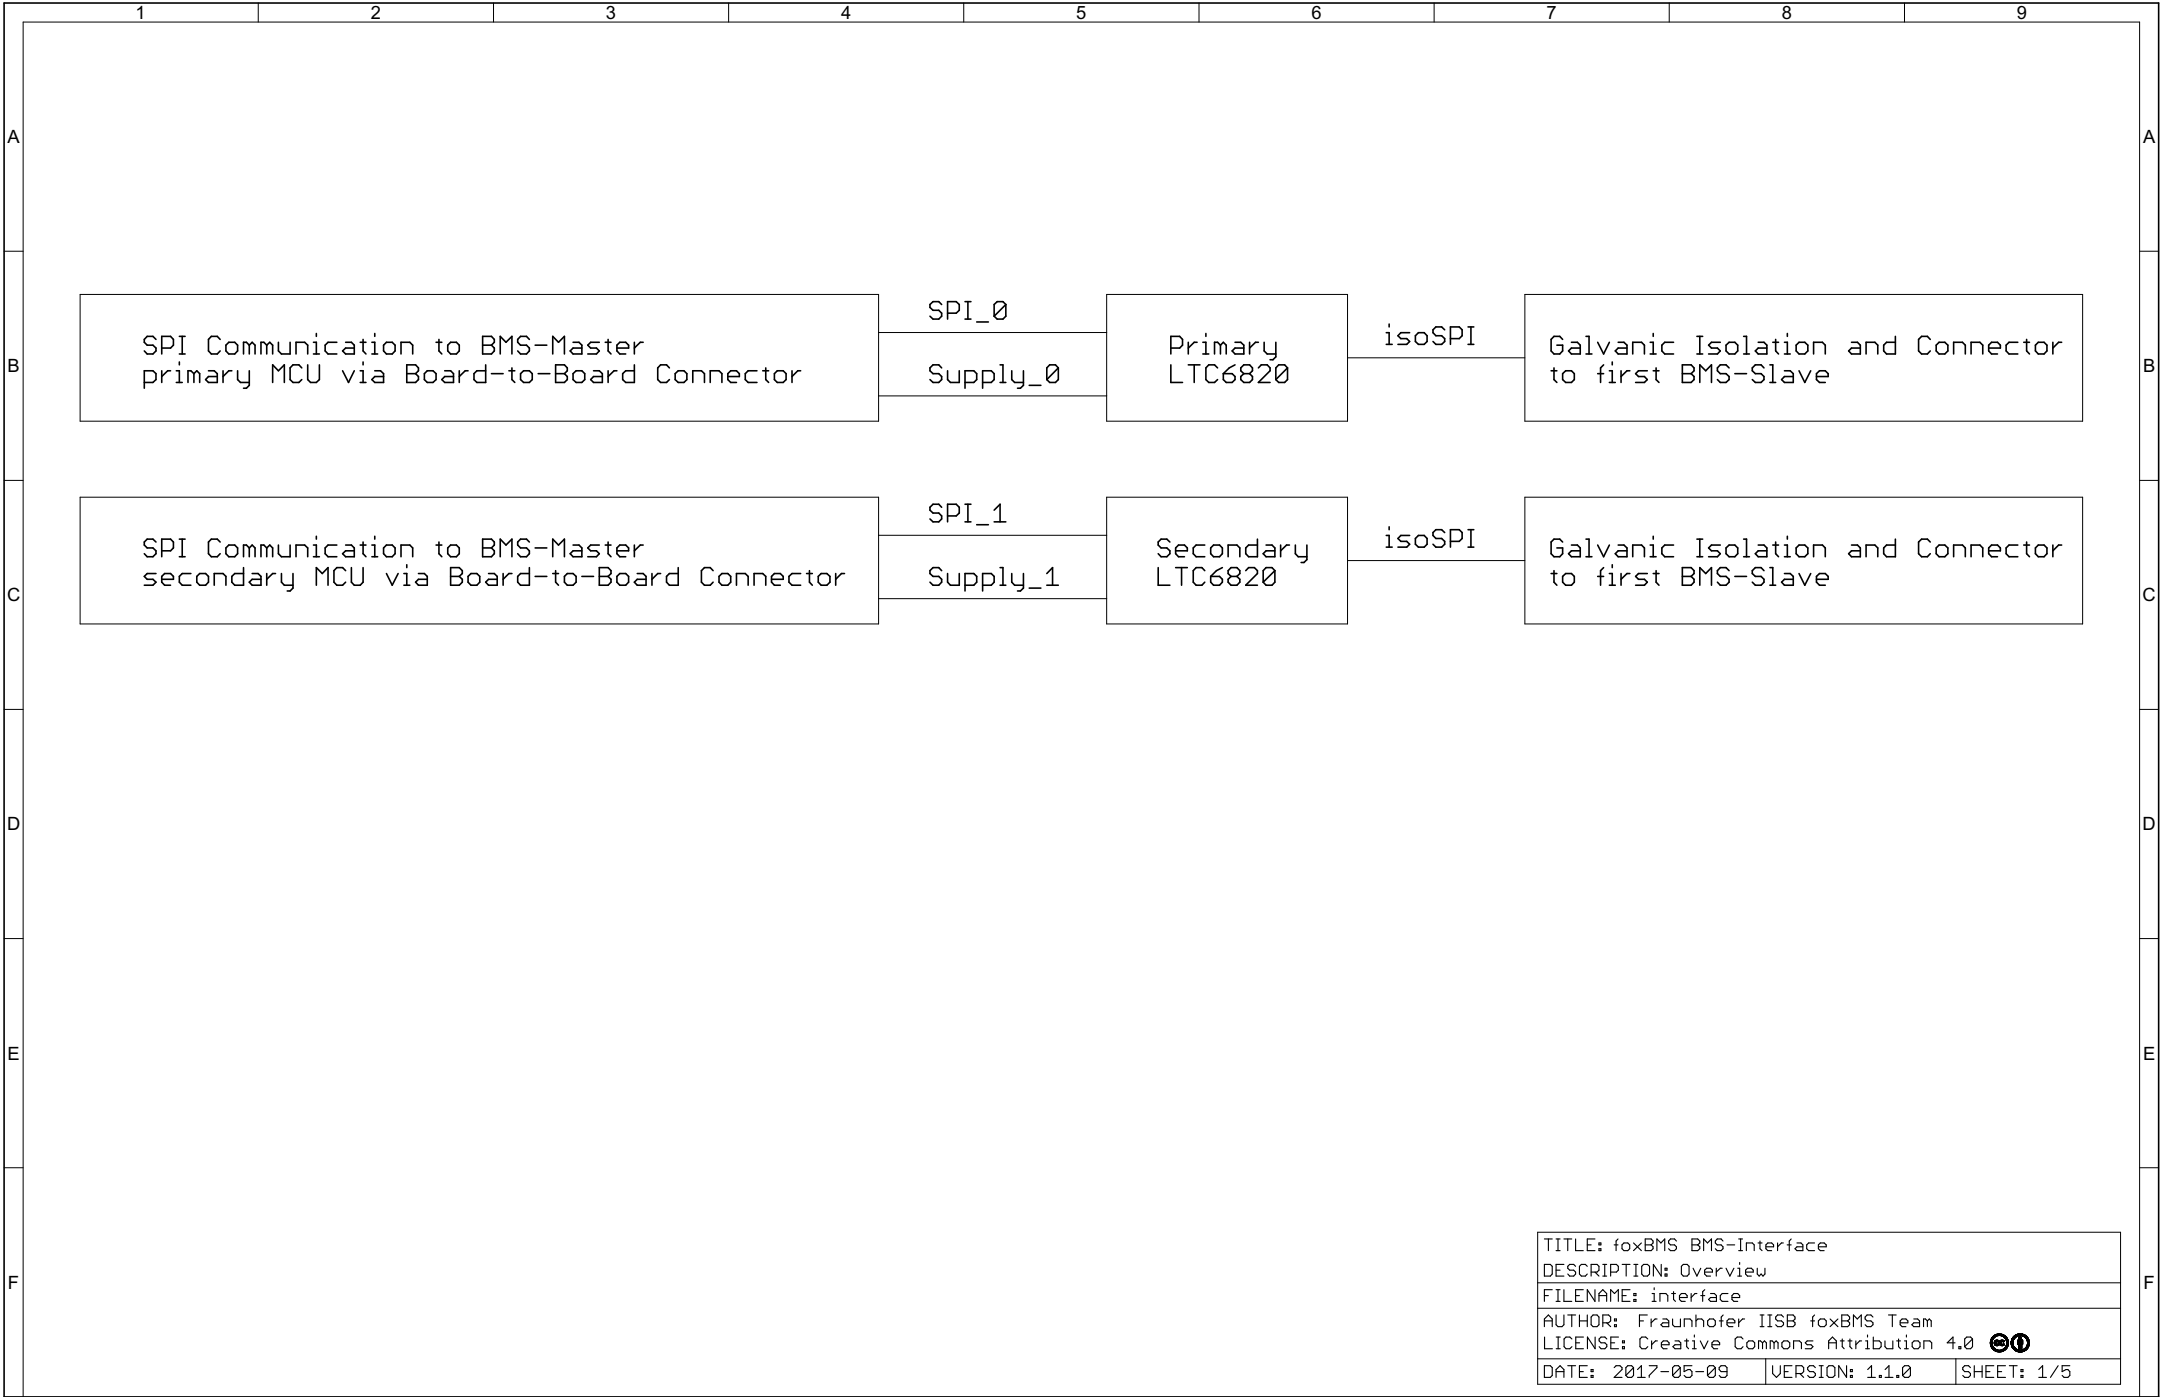 1 2 3 4 5 6 7 8 9
A A
SPI_0
SPI Communication to BMS-Master
primary MCU via Board-to-Board Connector
Supply_0
Primary
LTC6820
isoSPI
Galvanic Isolation and Connector
to first BMS-Slave
B B
SPI_1
SPI Communication to BMS-Master
secondary MCU via Board-to-Board Connector
Supply_1
Secondary
LTC6820
isoSPI
Galvanic Isolation and Connector
to first BMS-Slave
C C
D D
E E
TITLE: foxBMS BMS-Interface
DESCRIPTION: Overview
F F
FILENAME: interface
AUTHOR: Fraunhofer IISB foxBMS Team
LICENSE: Creative Commons Attribution 4.0
DATE: 2017-05-09 VERSION: 1.1.0 SHEET: 1/5